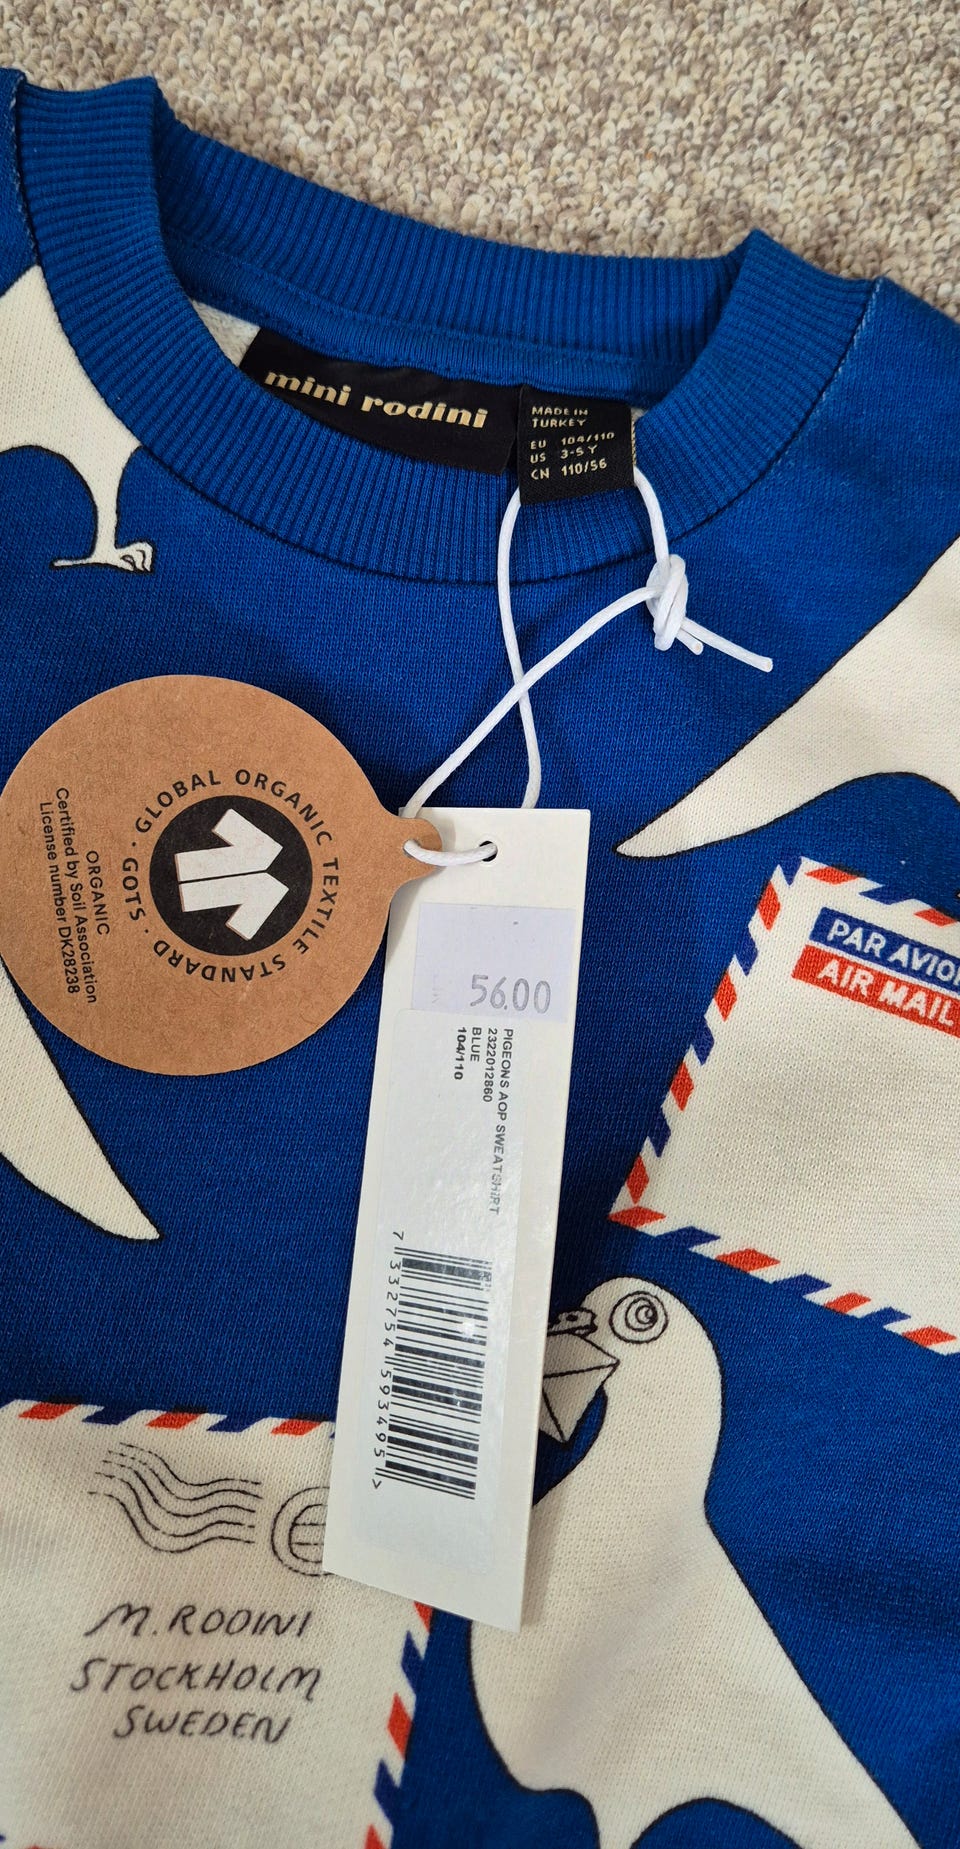 mini rodini
MADE IN
TURKEY
EU 104/110
US 3-5 Y
CN 110/56
· GLOBAL ORGANIC TEXTILE STANDARD · GOTS
ORGANIC
Certified by Soil Association
License number DK28238
56.00
PIGEONS AOP SWEATSHIRT
2322012860
BLUE
104/110
7 332754 593495 >
PAR AVION
AIR MAIL
M. RODINI
STOCKHOLM
SWEDEN